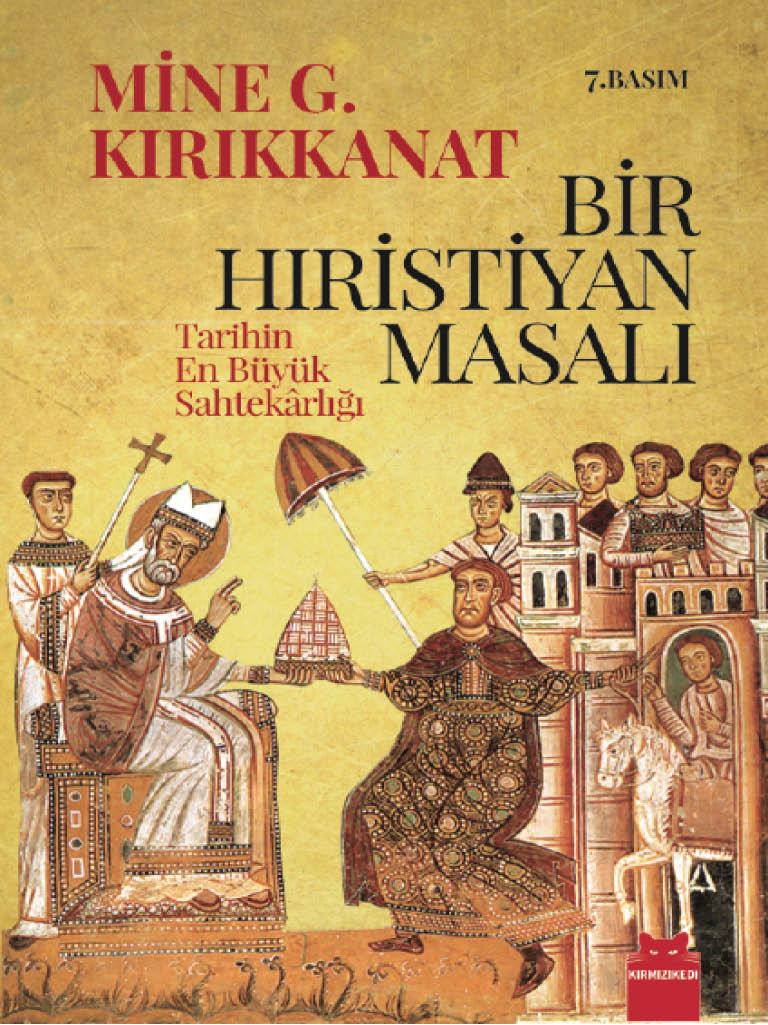 MİNE G.
KIRIKKANAT
7.BASIM
BİR
HIRİSTİYAN
MASALI
Tarihin
En Büyük
Sahtekârlığı
KIRMIZIKEDI